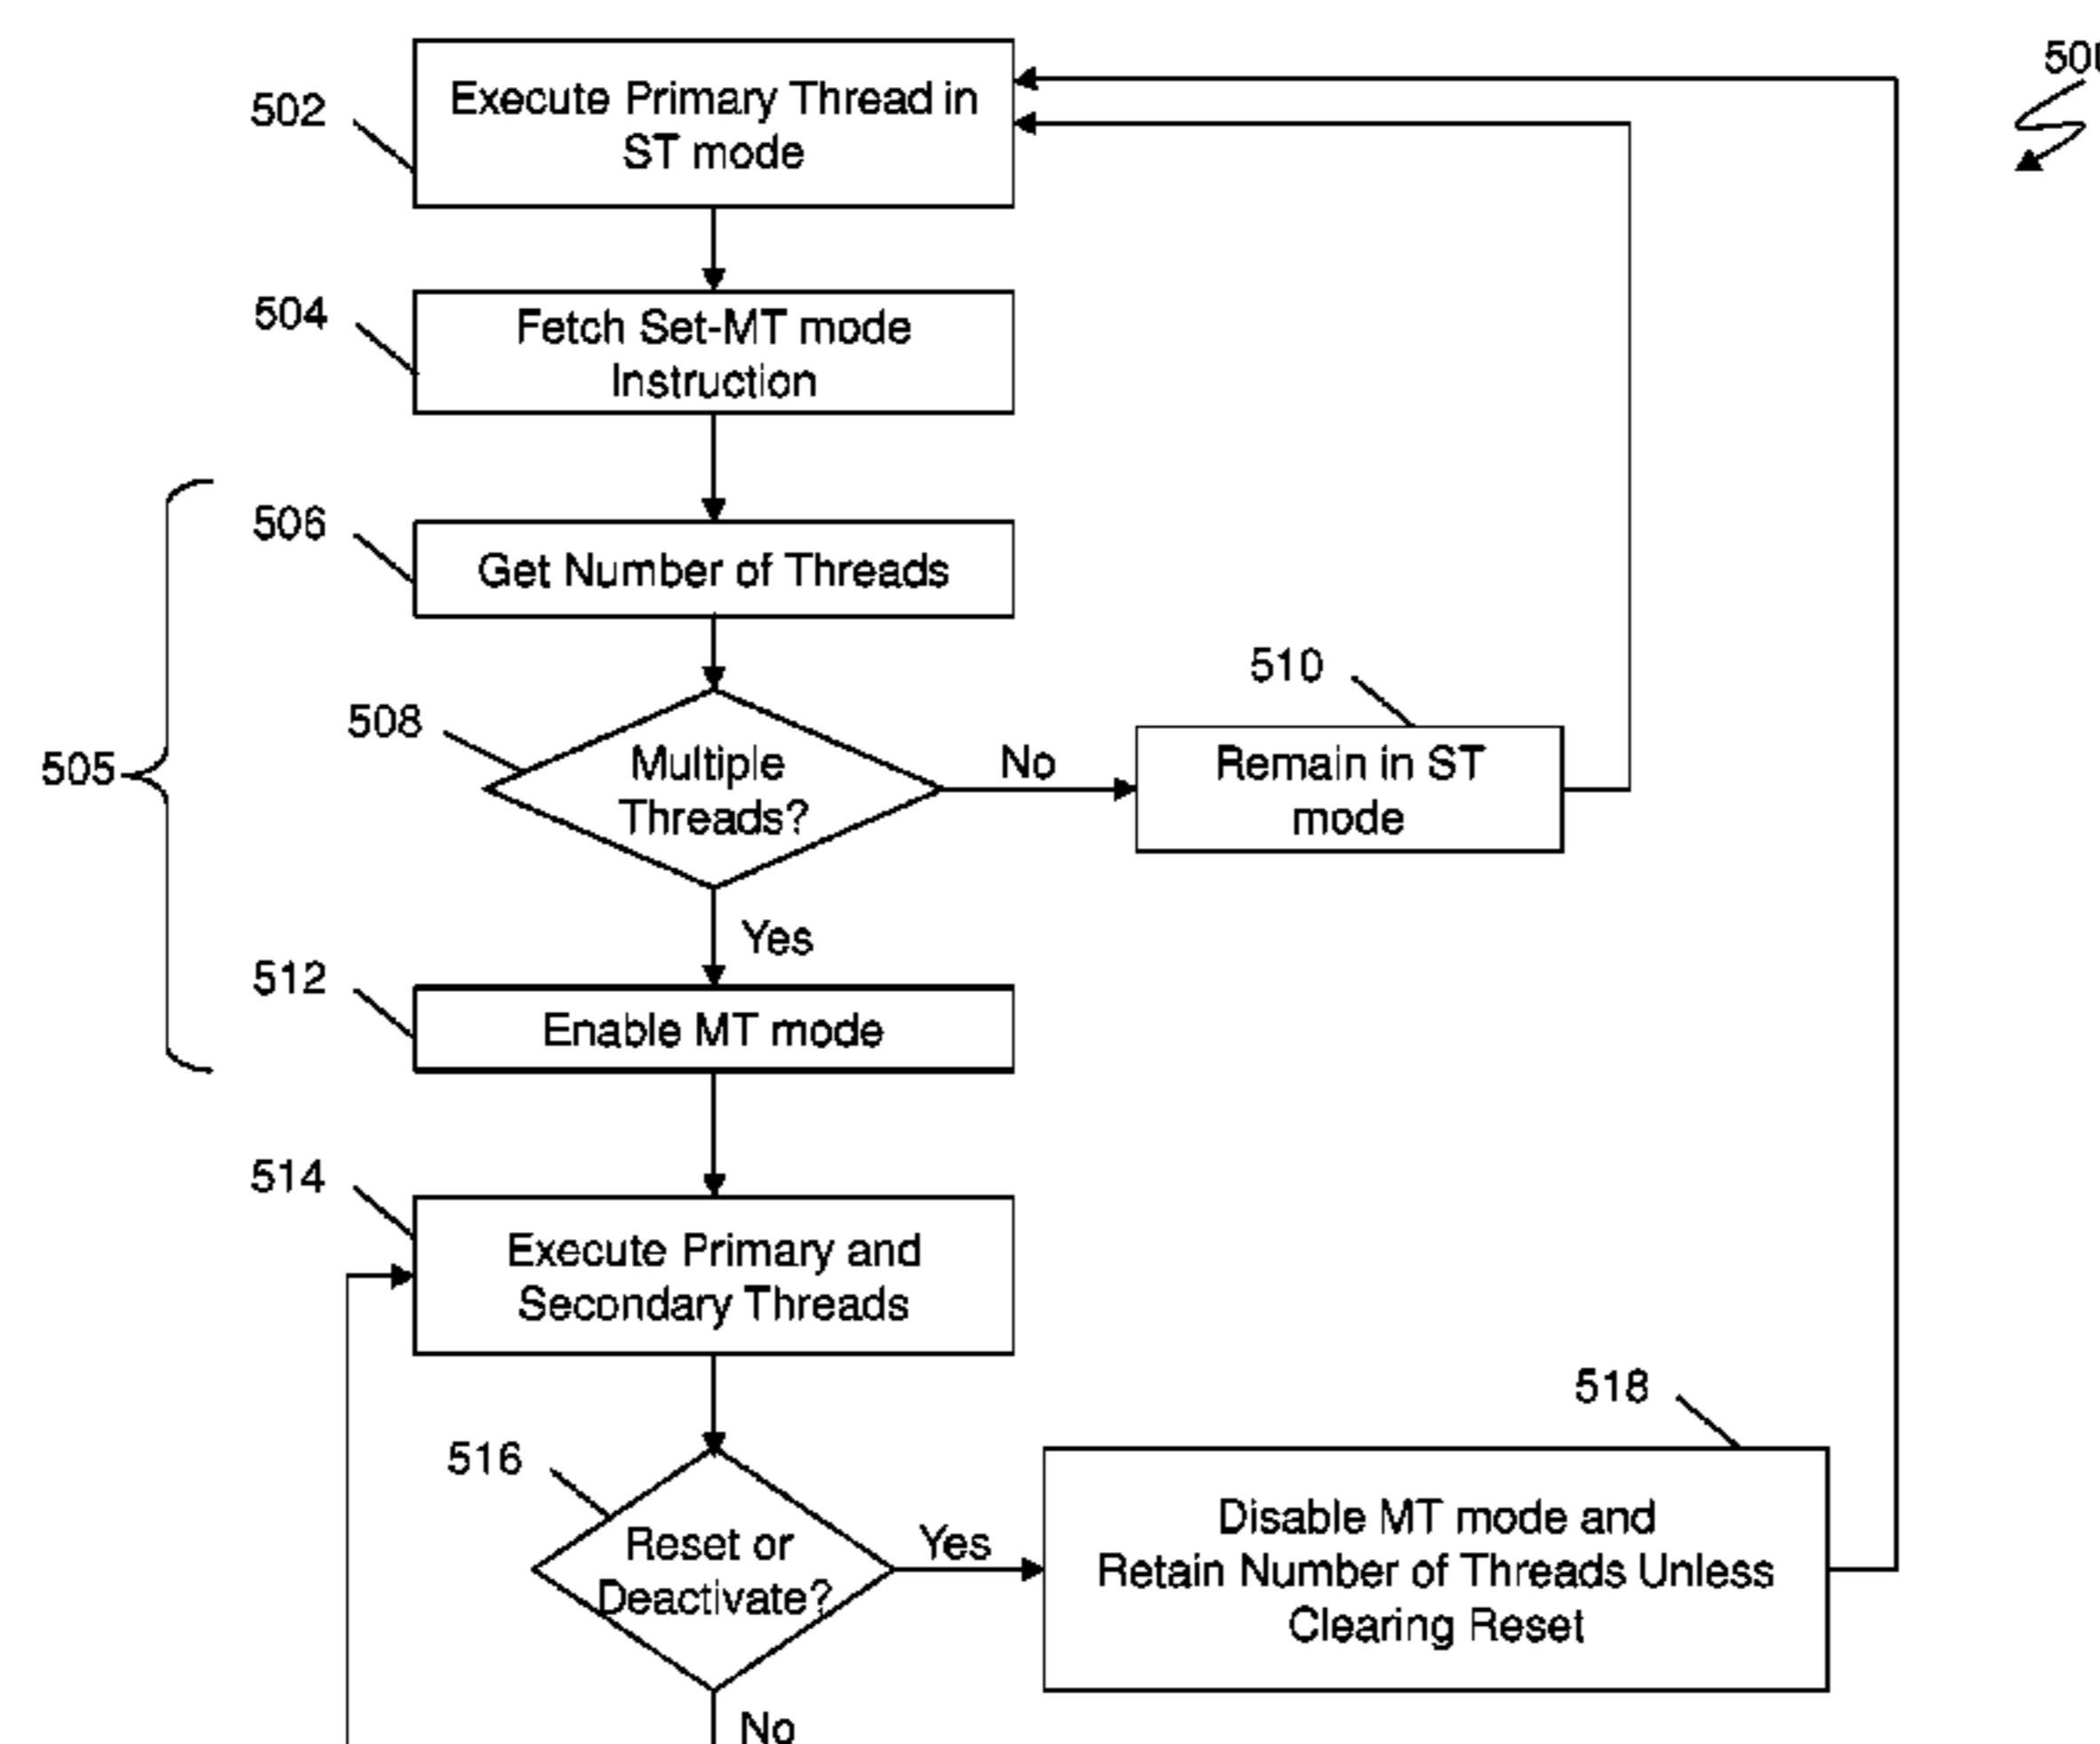 500
502
Execute Primary Thread in
ST mode
504
Fetch Set-MT mode
Instruction
505
506
Get Number of Threads
508
Multiple
Threads?
No
510
Remain in ST
mode
Yes
512
Enable MT mode
514
Execute Primary and
Secondary Threads
516
Reset or
Deactivate?
Yes
518
Disable MT mode and
Retain Number of Threads Unless
Clearing Reset
No